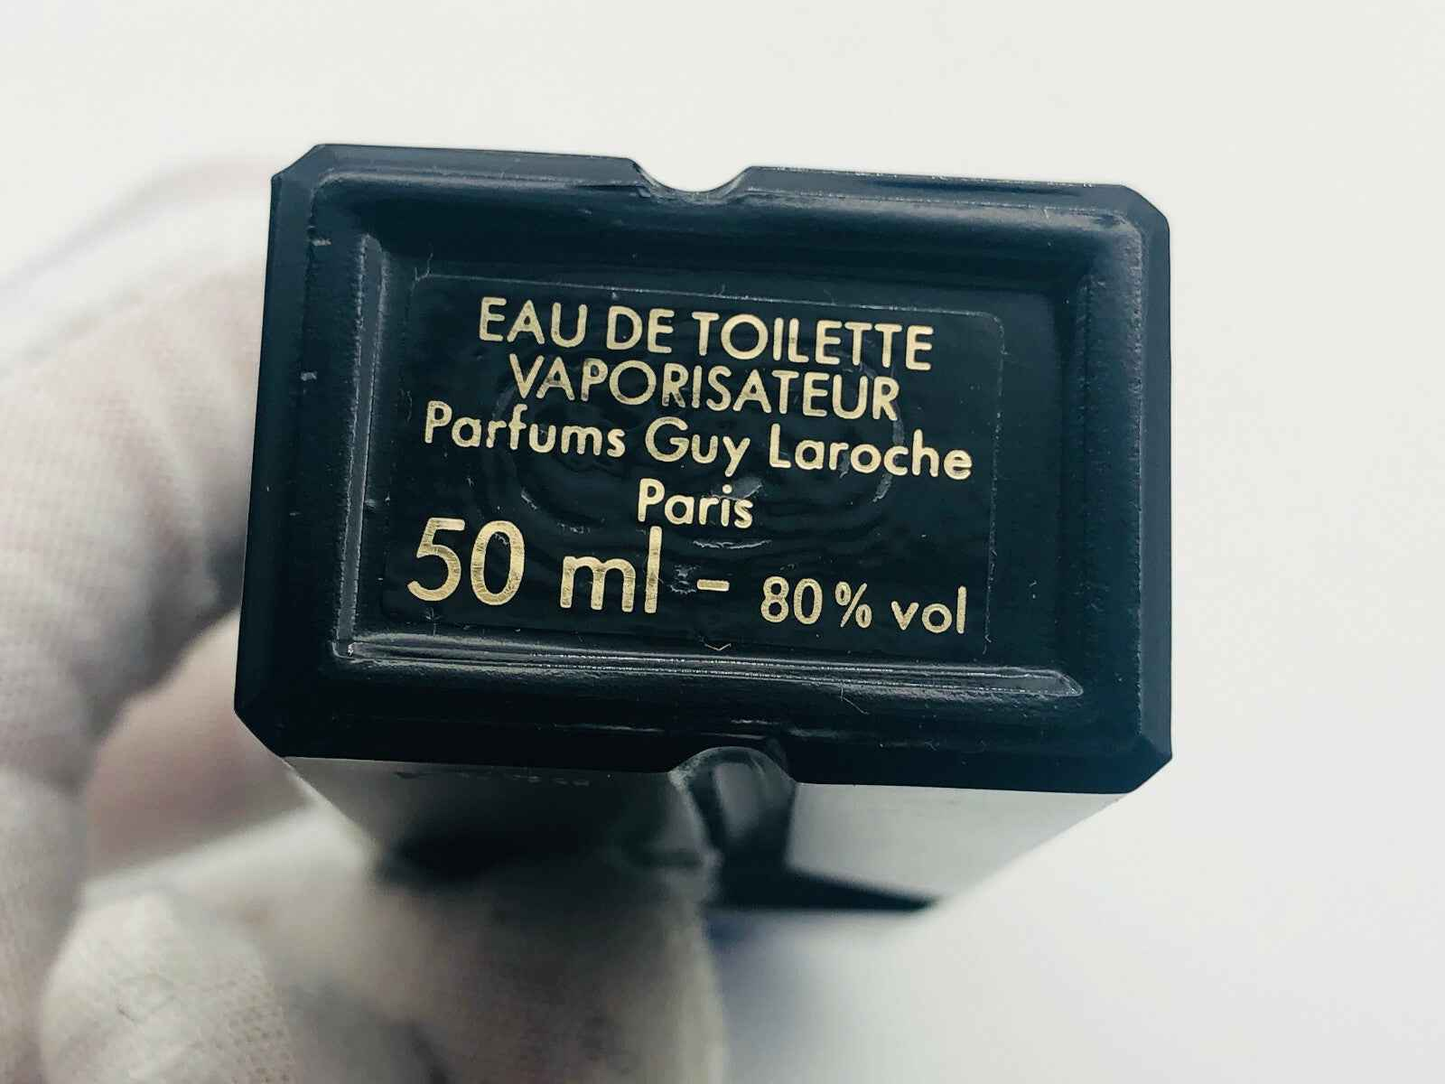 EAU DE TOILETTE
VAPORISATEUR
Parfums Guy Laroche
Paris
50 ml - 80% vol